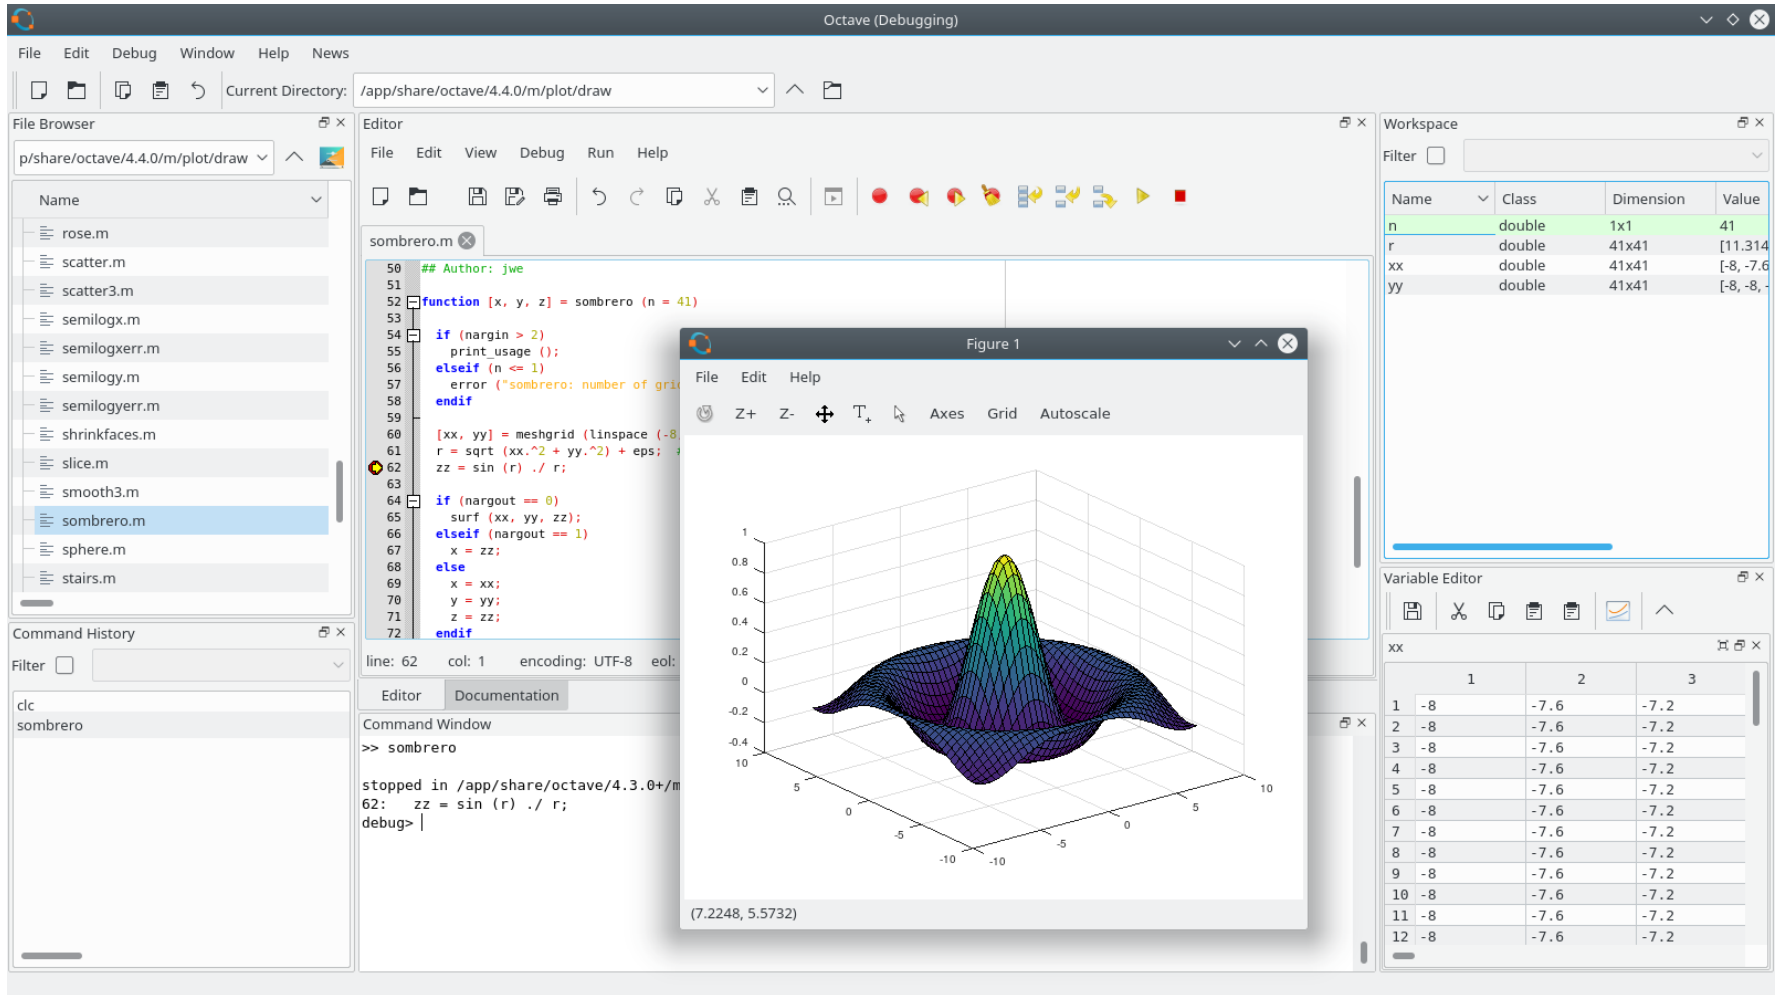 Octave (Debugging)
File Edit Debug Window Help News
Current Directory: /app/share/octave/4.4.0/m/plot/draw
File Browser
p/share/octave/4.4.0/m/plot/draw
Name
rose.m
scatter.m
scatter3.m
semilogx.m
semilogxerr.m
semilogy.m
semilogyerr.m
shrinkfaces.m
slice.m
smooth3.m
sombrero.m
sphere.m
stairs.m
Command History
Filter
clc
sombrero
Editor
File Edit View Debug Run Help
sombrero.m
50 ## Author: jwe
51
52 function [x, y, z] = sombrero (n = 41)
53
54 if (nargin > 2)
55 print_usage ();
56 elseif (n <= 1)
57 error ("sombrero: number of gri
58 endif
59
60 [xx, yy] = meshgrid (linspace (-8
61 r = sqrt (xx.^2 + yy.^2) + eps;
62 zz = sin (r) ./ r;
63
64 if (nargout == 0)
65 surf (xx, yy, zz);
66 elseif (nargout == 1)
67 x = zz;
68 else
69 x = xx;
70 y = yy;
71 z = zz;
72 endif
line: 62 col: 1 encoding: UTF-8 eol:
Editor Documentation
Command Window
>> sombrero
stopped in /app/share/octave/4.3.0+/m
62: zz = sin (r) ./ r;
debug>
Figure 1
File Edit Help
Z+ Z- T+ Axes Grid Autoscale
1
0.8
0.6
0.4
0.2
0
-0.2
-0.4
10
5
0
-5
-10
-10
-5
0
5
10
(7.2248, 5.5732)
Workspace
Filter
Name Class Dimension Value
n double 1x1 41
r double 41x41 [11.314
xx double 41x41 [-8, -7.6
yy double 41x41 [-8, -8, -
Variable Editor
xx
1 2 3
1 -8 -7.6 -7.2
2 -8 -7.6 -7.2
3 -8 -7.6 -7.2
4 -8 -7.6 -7.2
5 -8 -7.6 -7.2
6 -8 -7.6 -7.2
7 -8 -7.6 -7.2
8 -8 -7.6 -7.2
9 -8 -7.6 -7.2
10 -8 -7.6 -7.2
11 -8 -7.6 -7.2
12 -8 -7.6 -7.2